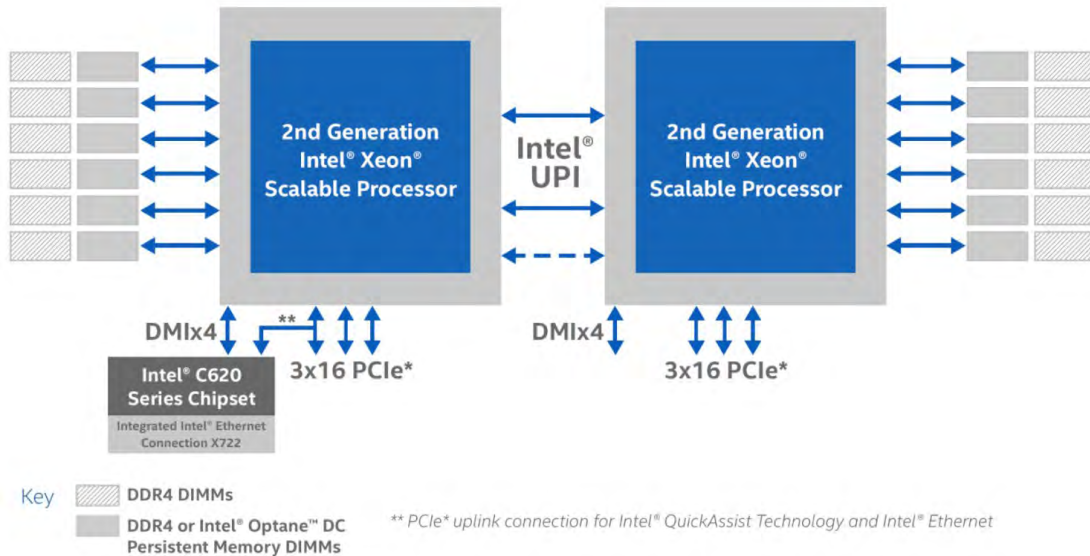 2nd Generation
Intel® Xeon®
Scalable Processor
Intel®
UPI
2nd Generation
Intel® Xeon®
Scalable Processor
DMIx4
**
3x16 PCIe*
DMIx4
3x16 PCIe*
Intel® C620
Series Chipset
Integrated Intel® Ethernet
Connection X722
Key
DDR4 DIMMs
DDR4 or Intel® Optane™ DC
Persistent Memory DIMMs
** PCIe* uplink connection for Intel® QuickAssist Technology and Intel® Ethernet